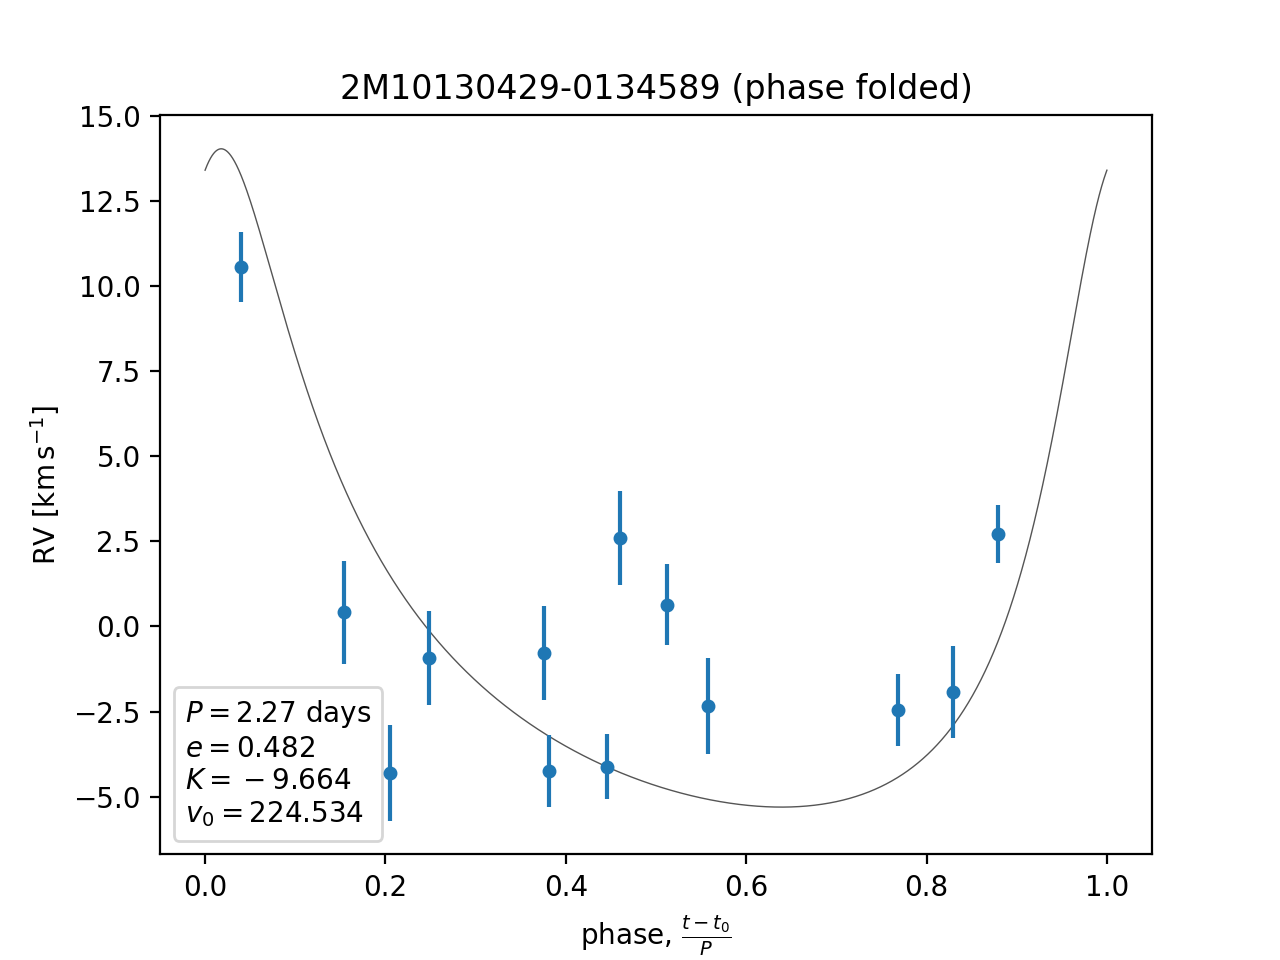 2M10130429-0134589 (phase folded)
15.0
12.5
10.0
7.5
5.0
2.5
0.0
−2.5
−5.0
RV [km s⁻¹]
P = 2.27 days
e = 0.482
K = −9.664
v₀ = 224.534
0.0 0.2 0.4 0.6 0.8 1.0
phase, (t − t₀)/P